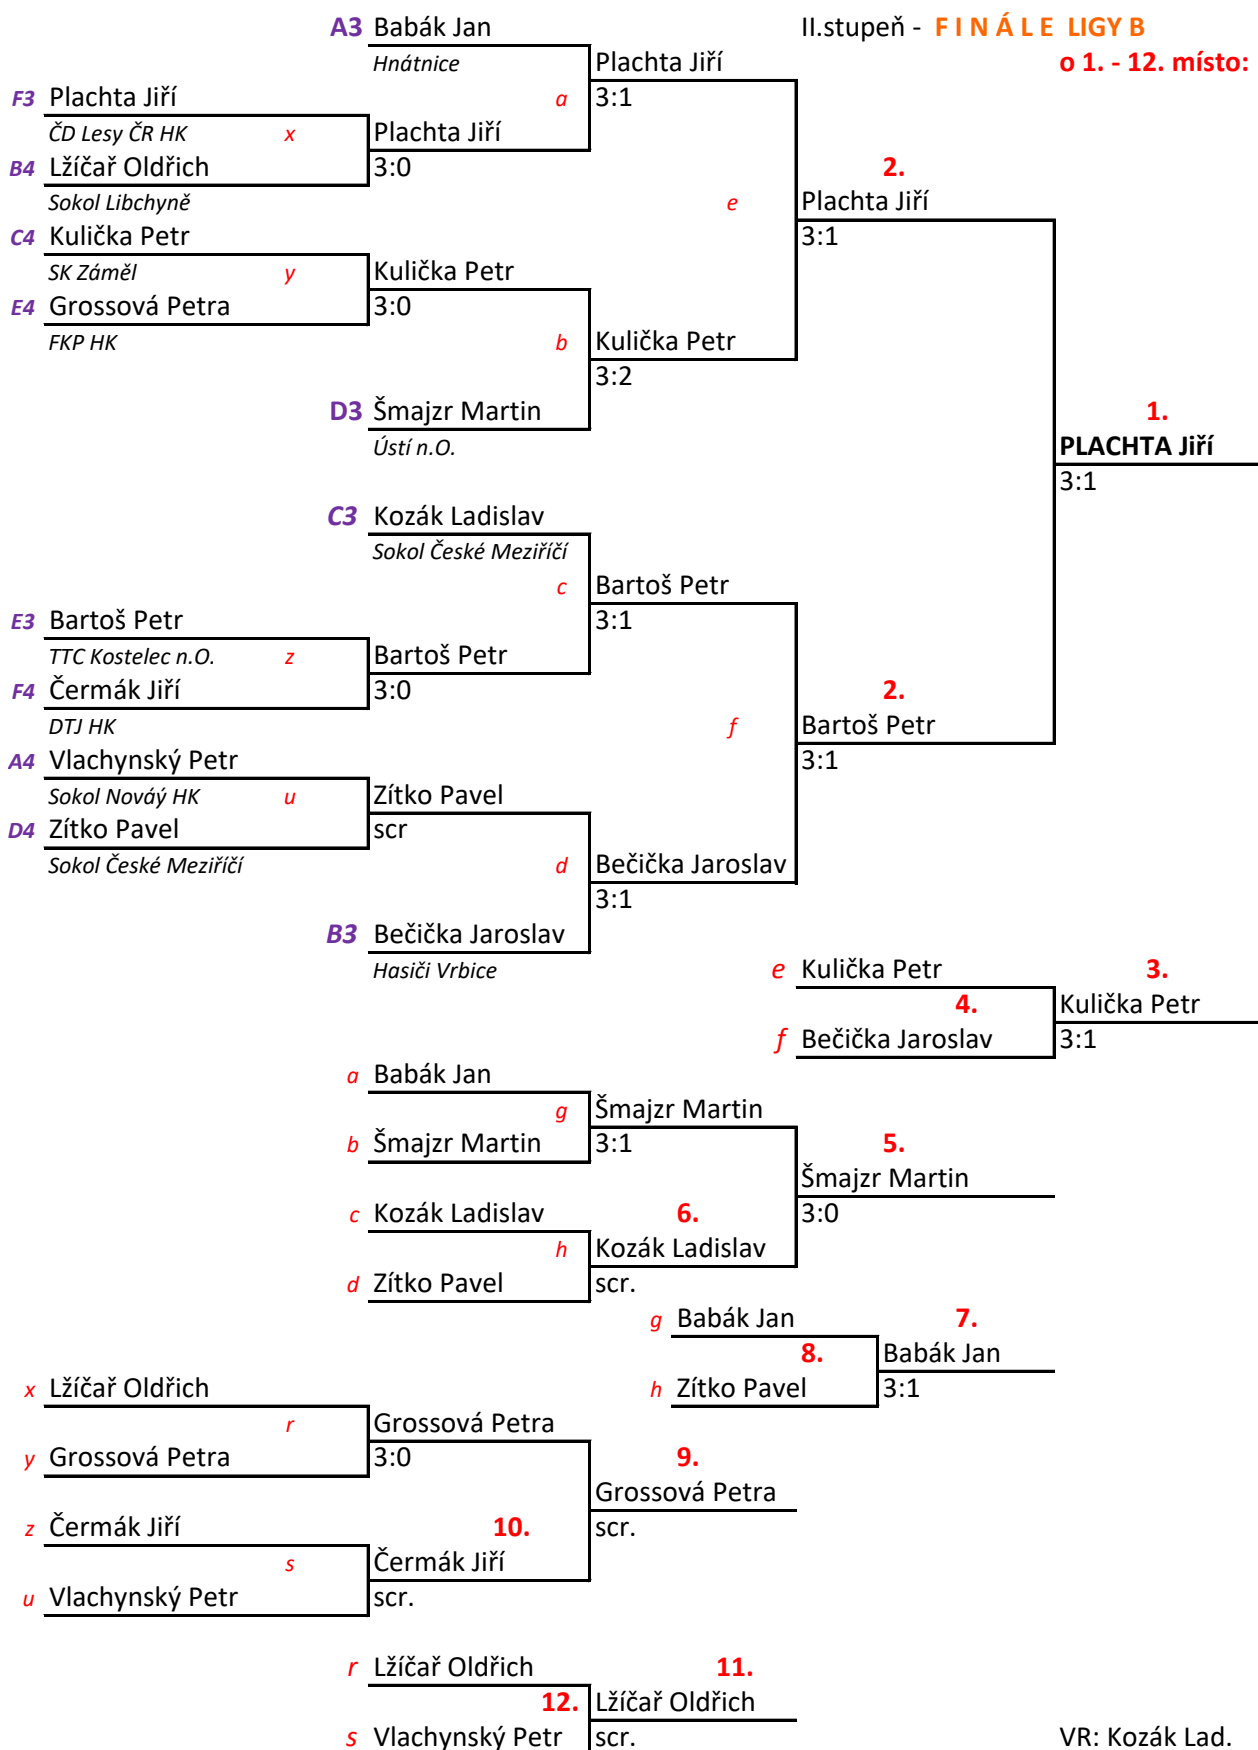 A3 Babák Jan II.stupeň - F I N Á L E LIGY B
Hnátnice Plachta Jiří o 1. - 12. místo:
F3 Plachta Jiří a 3:1
ČD Lesy ČR HK x Plachta Jiří
B4 Lžíčař Oldřich 3:0 2.
Sokol Libchyně e Plachta Jiří
C4 Kulička Petr 3:1
SK Záměl y Kulička Petr
E4 Grossová Petra 3:0
FKP HK b Kulička Petr
3:2
D3 Šmajzr Martin 1.
Ústí n.O. PLACHTA Jiří
3:1
C3 Kozák Ladislav
Sokol České Meziříčí
c Bartoš Petr
E3 Bartoš Petr 3:1
TTC Kostelec n.O. z Bartoš Petr
F4 Čermák Jiří 3:0 2.
DTJ HK f Bartoš Petr
A4 Vlachynský Petr 3:1
Sokol Nováý HK u Zítko Pavel
D4 Zítko Pavel scr
Sokol České Meziříčí d Bečička Jaroslav
3:1
B3 Bečička Jaroslav
Hasiči Vrbice e Kulička Petr 3.
4. Kulička Petr
f Bečička Jaroslav 3:1
a Babák Jan
g Šmajzr Martin
b Šmajzr Martin 3:1 5.
Šmajzr Martin
c Kozák Ladislav 6. 3:0
h Kozák Ladislav
d Zítko Pavel scr.
g Babák Jan 7.
8. Babák Jan
x Lžíčař Oldřich h Zítko Pavel 3:1
r Grossová Petra
y Grossová Petra 3:0 9.
Grossová Petra
z Čermák Jiří 10. scr.
s Čermák Jiří
u Vlachynský Petr scr.
r Lžíčař Oldřich 11.
12. Lžíčař Oldřich
s Vlachynský Petr scr. VR: Kozák Lad.